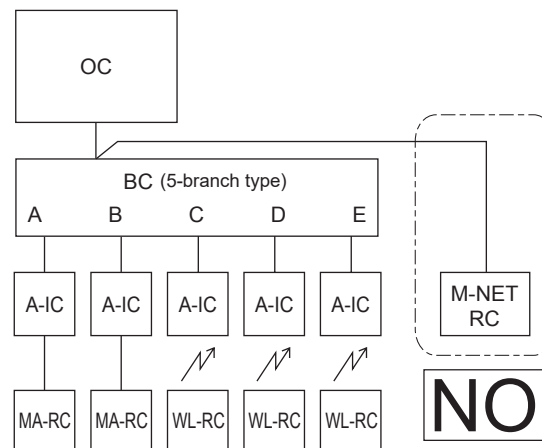 OC
BC (5-branch type)
A B C D E
A-IC A-IC A-IC A-IC A-IC
M-NET
RC
MA-RC MA-RC WL-RC WL-RC WL-RC
NO